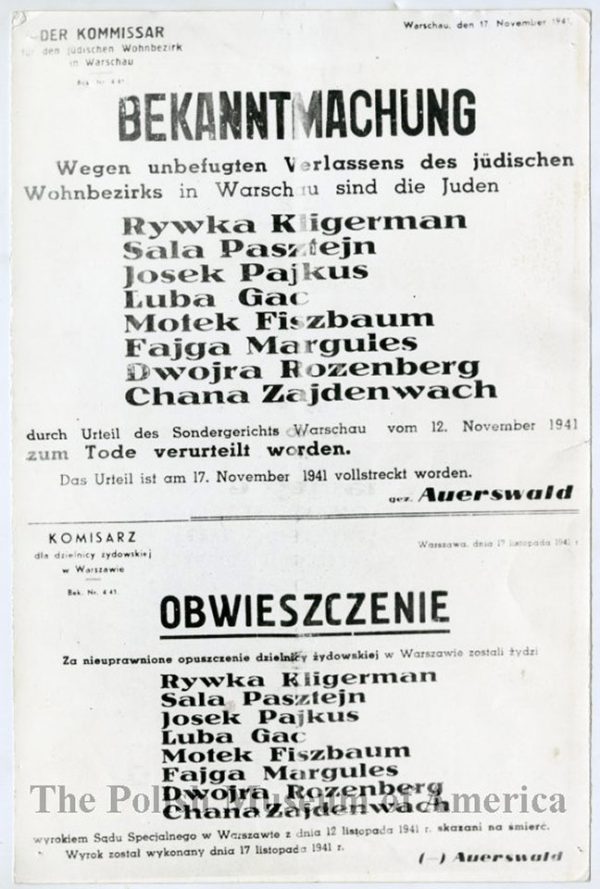 DER KOMMISSAR
für den jüdischen Wohnbezirk
in Warschau
Bek. Nr. 4.41
Warschau, den 17. November 1941.
BEKANNTMACHUNG
Wegen unbefugten Verlassens des jüdischen
Wohnbezirks in Warschau sind die Juden
Rywka Kligerman
Sala Pasztejn
Josek Pajkus
Luba Gac
Motek Fiszbaum
Fajga Margules
Dwojra Rozenberg
Chana Zajdenwach
durch Urteil des Sondergerichts Warschau vom 12. November 1941
zum Tode verurteilt worden.
Das Urteil ist am 17. November 1941 vollstreckt worden.
gez. Auerswald
KOMISARZ
dla dzielnicy żydowskiej
w Warszawie
Bek. Nr. 4.41
Warszawa, dnia 17 listopada 1941 r.
OBWIESZCZENIE
Za nieuprawnione opuszczenie dzielnicy żydowskiej w Warszawie zostali żydzi
Rywka Kligerman
Sala Pasztejn
Josek Pajkus
Luba Gac
Motek Fiszbaum
Fajga Margules
Dwojra Rozenberg
Chana Zajdenwach
The Polish Museum of America
wyrokiem Sądu Specjalnego w Warszawie z dnia 12 listopada 1941 r. skazani na śmierć.
Wyrok został wykonany dnia 17 listopada 1941 r.
(—) Auerswald